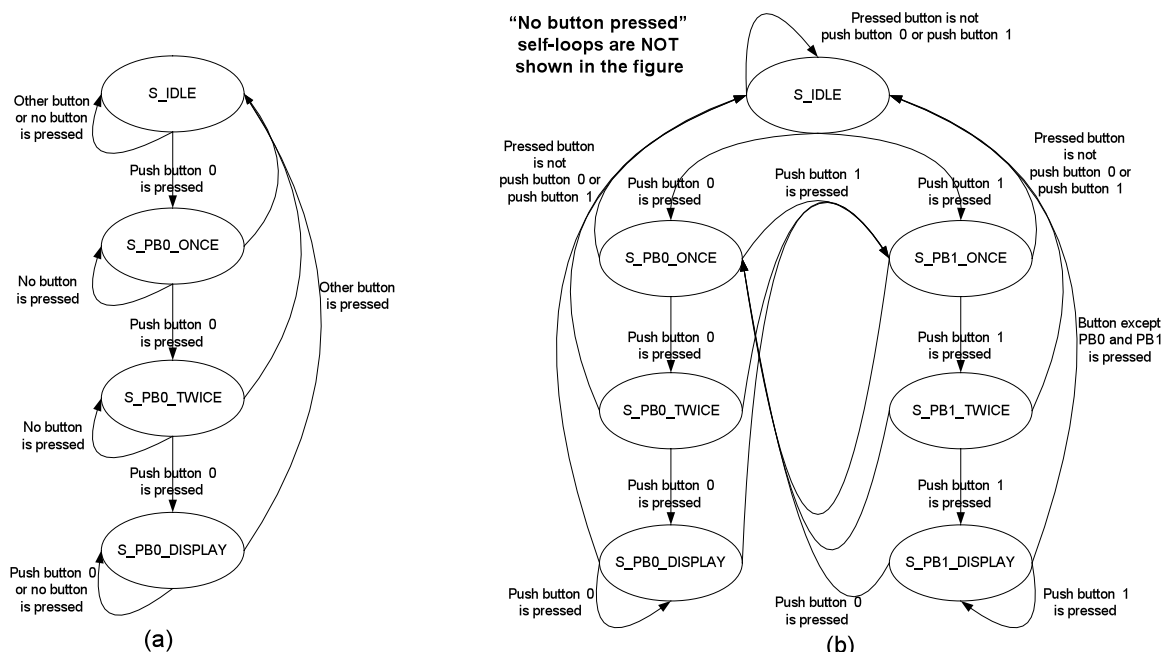 S_IDLE
Other button
or no button
is pressed
Push button 0
is pressed
S_PB0_ONCE
No button
is pressed
Other button
is pressed
Push button 0
is pressed
S_PB0_TWICE
No button
is pressed
Push button 0
is pressed
S_PB0_DISPLAY
Push button 0
or no button
is pressed
(a)
“No button pressed”
self-loops are NOT
shown in the figure
Pressed button is not
push button 0 or push button 1
S_IDLE
Pressed button
is not
push button 0 or
push button 1
Push button 0
is pressed
Push button 1
is pressed
Push button 1
is pressed
Pressed button
is not
push button 0 or
push button 1
S_PB0_ONCE
S_PB1_ONCE
Push button 0
is pressed
Push button 1
is pressed
Button except
PB0 and PB1
is pressed
S_PB0_TWICE
S_PB1_TWICE
Push button 0
is pressed
Push button 1
is pressed
S_PB0_DISPLAY
S_PB1_DISPLAY
Push button 0
is pressed
Push button 0
is pressed
Push button 1
is pressed
(b)